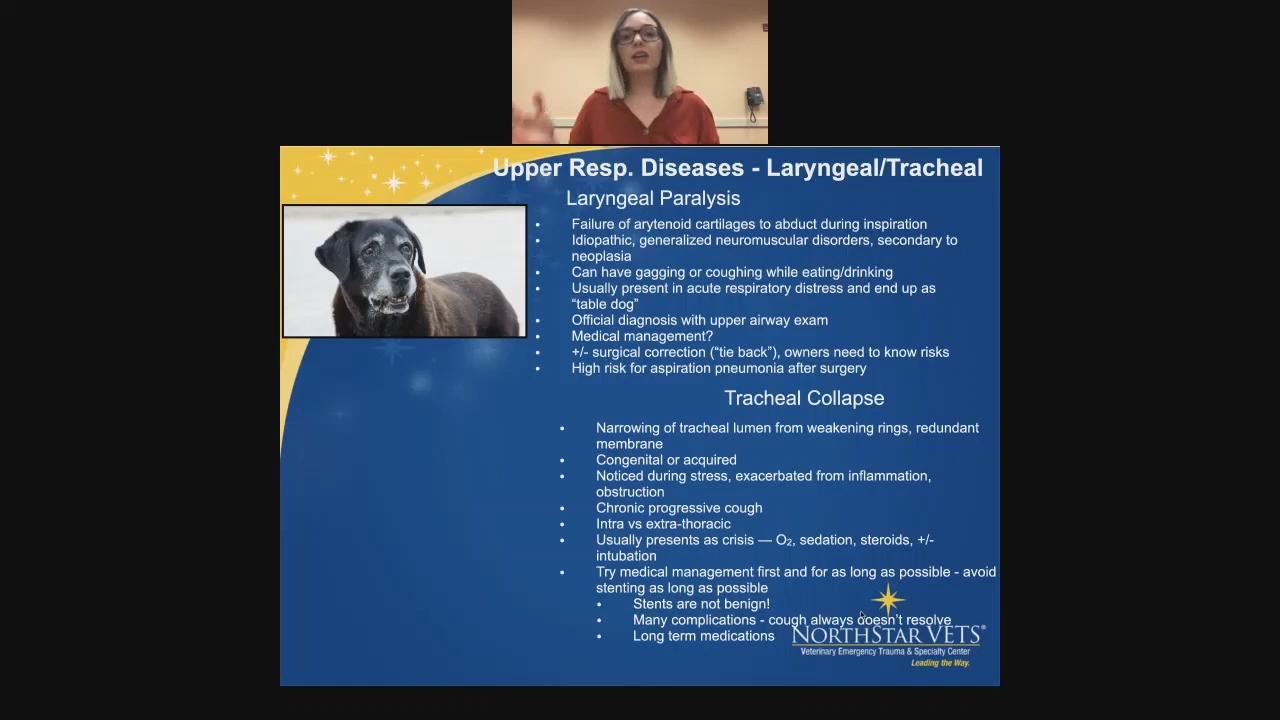 Upper Resp. Diseases - Laryngeal/Tracheal
Laryngeal Paralysis
• Failure of arytenoid cartilages to abduct during inspiration
• Idiopathic, generalized neuromuscular disorders, secondary to
neoplasia
• Can have gagging or coughing while eating/drinking
• Usually present in acute respiratory distress and end up as
“table dog”
• Official diagnosis with upper airway exam
• Medical management?
• +/- surgical correction (“tie back”), owners need to know risks
• High risk for aspiration pneumonia after surgery
Tracheal Collapse
• Narrowing of tracheal lumen from weakening rings, redundant
membrane
• Congenital or acquired
• Noticed during stress, exacerbated from inflammation,
obstruction
• Chronic progressive cough
• Intra vs extra-thoracic
• Usually presents as crisis — O₂, sedation, steroids, +/-
intubation
• Try medical management first and for as long as possible - avoid
stenting as long as possible
• Stents are not benign!
• Many complications - cough always doesn’t resolve
• Long term medications
NORTHSTAR VETS®
Veterinary Emergency Trauma & Specialty Center
Leading the Way.